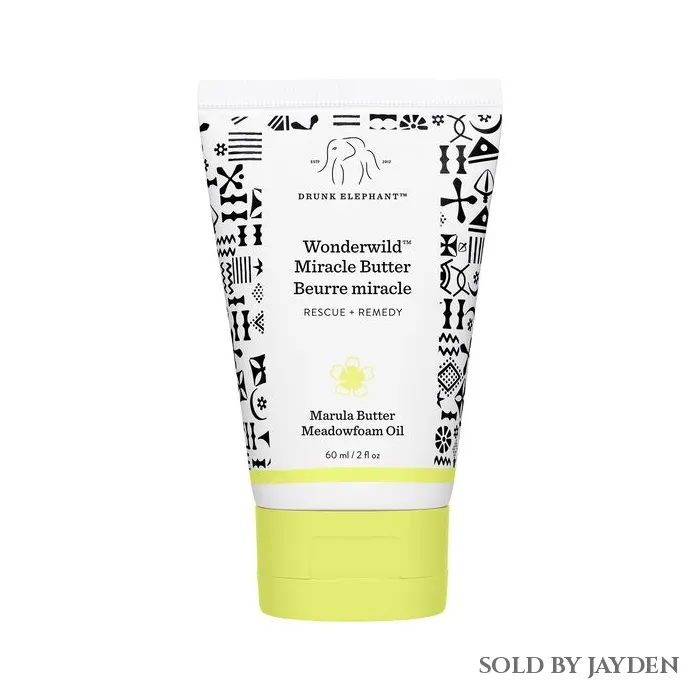 ESTD 2012
DRUNK ELEPHANT™
Wonderwild™
Miracle Butter
Beurre miracle
RESCUE + REMEDY
Marula Butter
Meadowfoam Oil
60 ml / 2 fl oz
SOLD BY JAYDEN